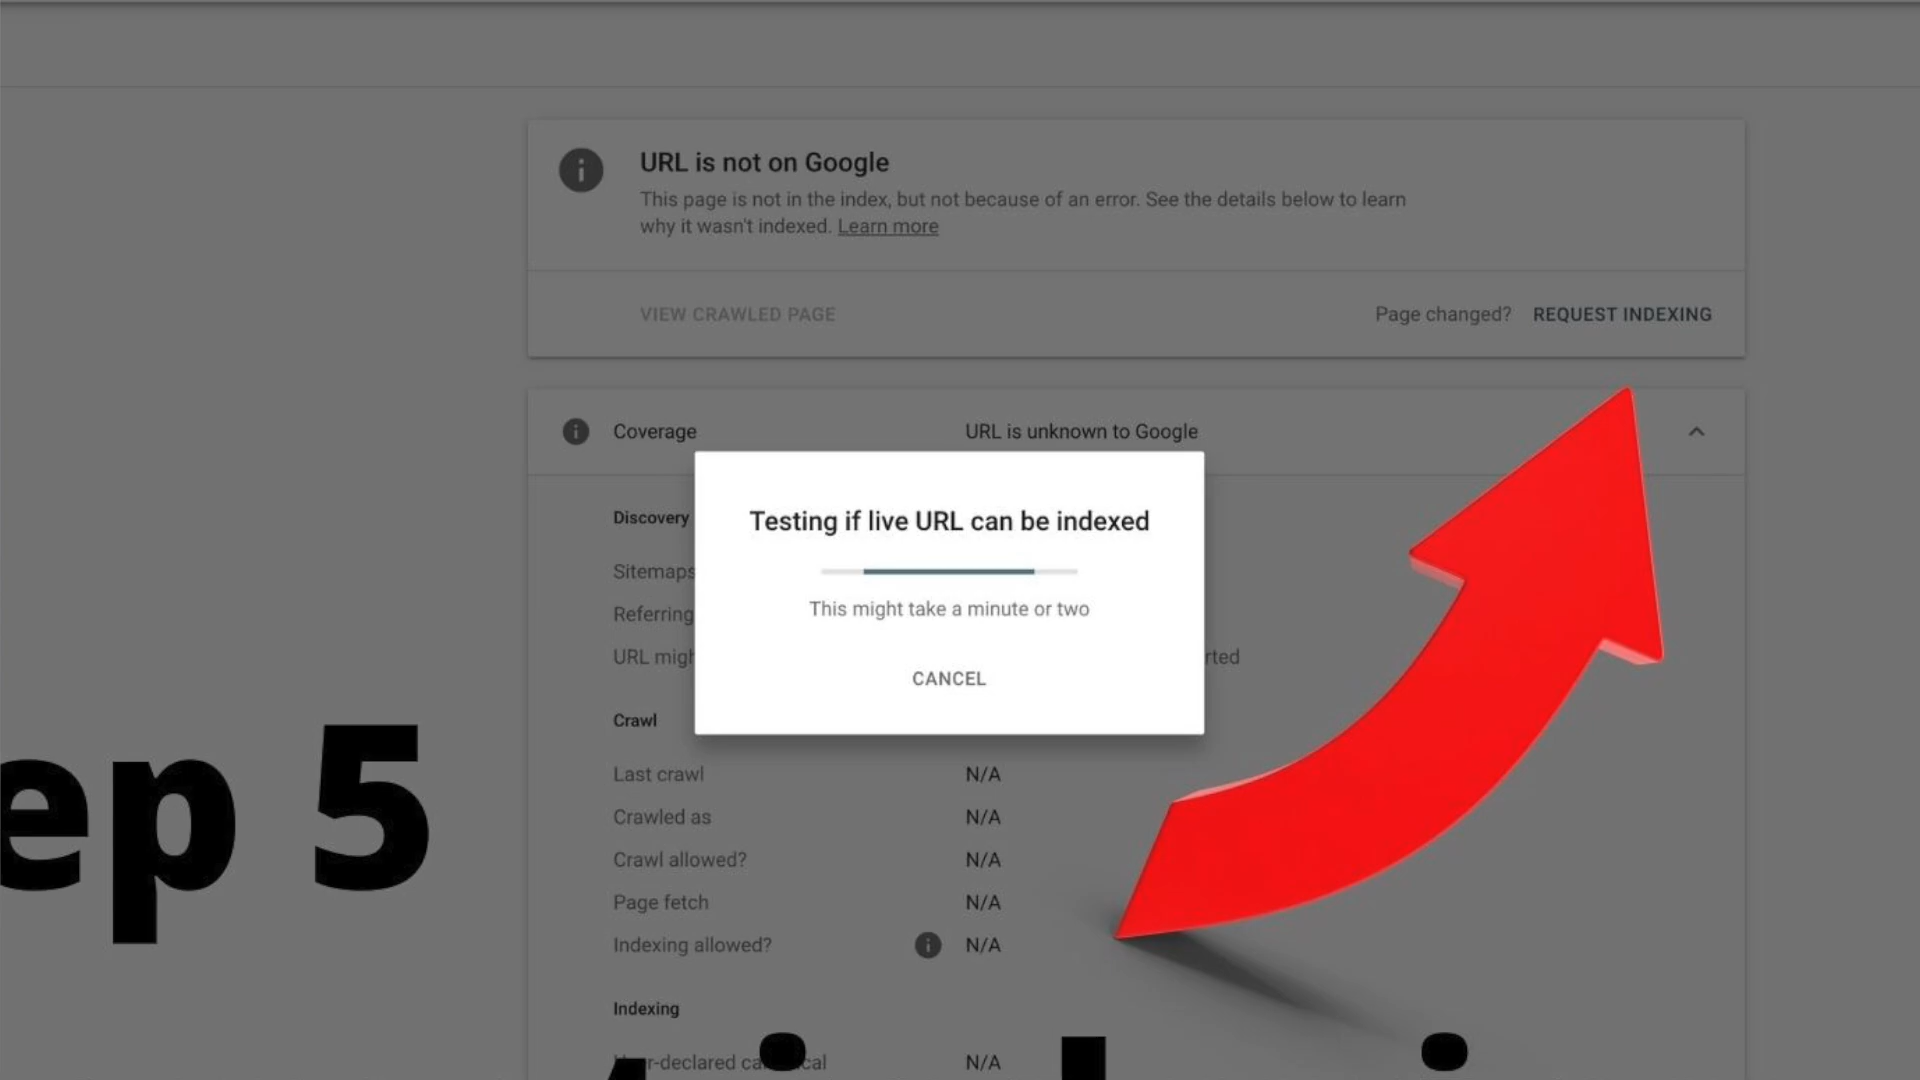 URL is not on Google
This page is not in the index, but not because of an error. See the details below to learn
why it wasn't indexed. Learn more
VIEW CRAWLED PAGE
Page changed? REQUEST INDEXING
Coverage
URL is unknown to Google
Testing if live URL can be indexed
This might take a minute or two
CANCEL
Discovery
Sitemaps
Referring
URL
Crawl
Last crawl N/A
Crawled as N/A
Crawl allowed? N/A
Page fetch N/A
Indexing allowed? N/A
ep 5
Indexing
N/A